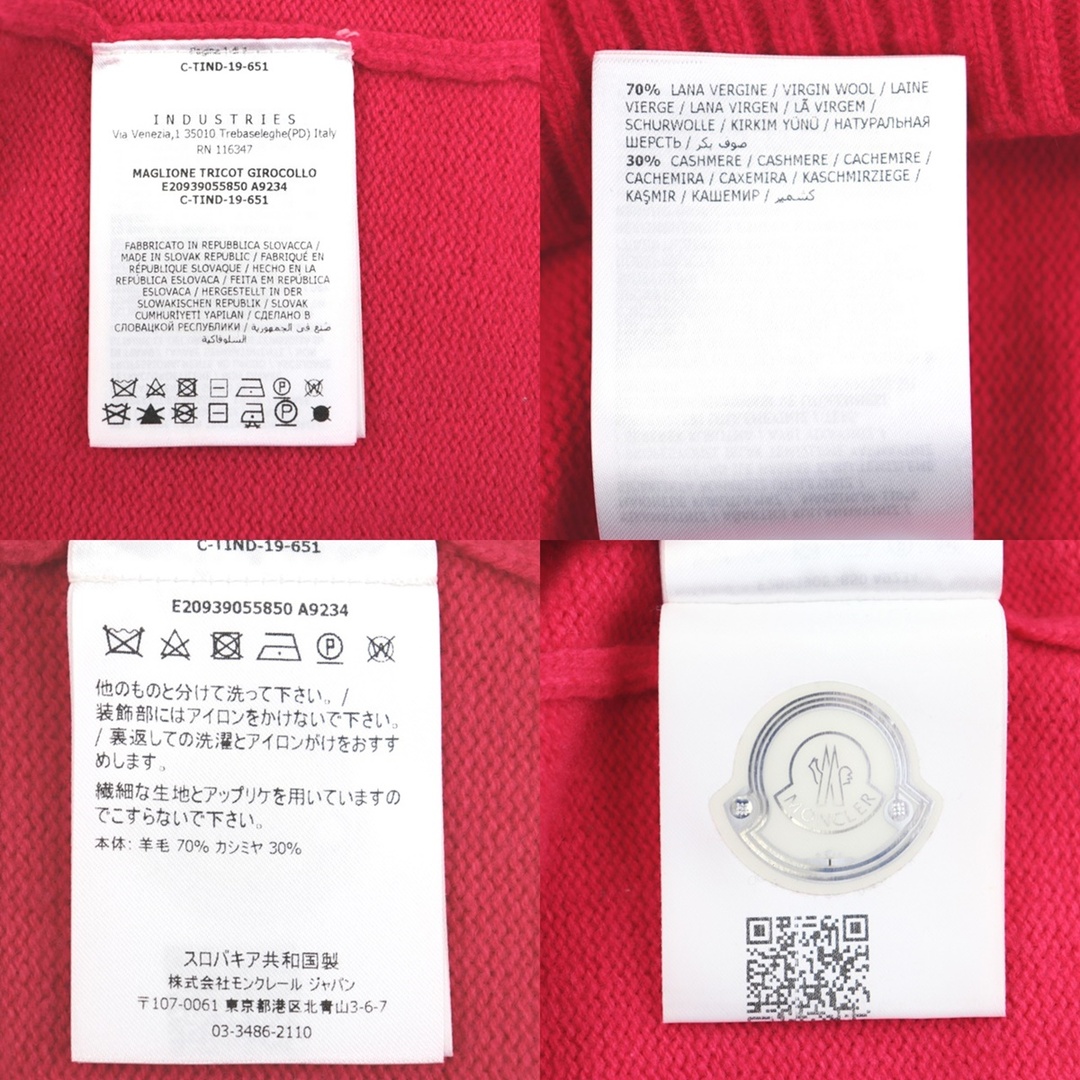 Pagina 1 di 7
C-TIND-19-651
INDUSTRIES
Via Venezia,1 35010 Trebaseleghe(PD) Italy
RN 116347
MAGLIONE TRICOT GIROCOLLO
E20939055850 A9234
C-TIND-19-651
FABBRICATO IN REPUBBLICA SLOVACCA /
MADE IN SLOVAK REPUBLIC / FABRIQUÉ EN
RÉPUBLIQUE SLOVAQUE / HECHO EN LA
REPÚBLICA ESLOVACA / FEITA EM REPÚBLICA
ESLOVACA / HERGESTELLT IN DER
SLOWAKISCHEN REPUBLIK / SLOVAK
CUMHURİYETİ YAPILAN / СДЕЛАНО В
СЛОВАЦКОЙ РЕСПУБЛИКИ / صنع في الجمهورية
السلوفاكية
70% LANA VERGINE / VIRGIN WOOL / LAINE
VIERGE / LANA VIRGEN / LÃ VIRGEM /
SCHURWOLLE / KIRKIM YÜNÜ / НАТУРАЛЬНАЯ
ШЕРСТЬ / صوف بكر
30% CASHMERE / CASHMERE / CACHEMIRE /
CACHEMIRA / CAXEMIRA / KASCHMIRZIEGE /
KAŞMIR / КАШЕМИР / كشمير
C-TIND-19-651
E20939055850 A9234
他のものと分けて洗って下さい。/
装飾部にはアイロンをかけないで下さい。
/ 裏返しての洗濯とアイロンがけをおすす
めします。
繊細な生地とアップリケを用いていますの
でこすらないで下さい。
本体: 羊毛 70% カシミヤ 30%
スロバキア共和国製
株式会社モンクレール ジャパン
〒107-0061 東京都港区北青山3-6-7
03-3486-2110
MONCLER